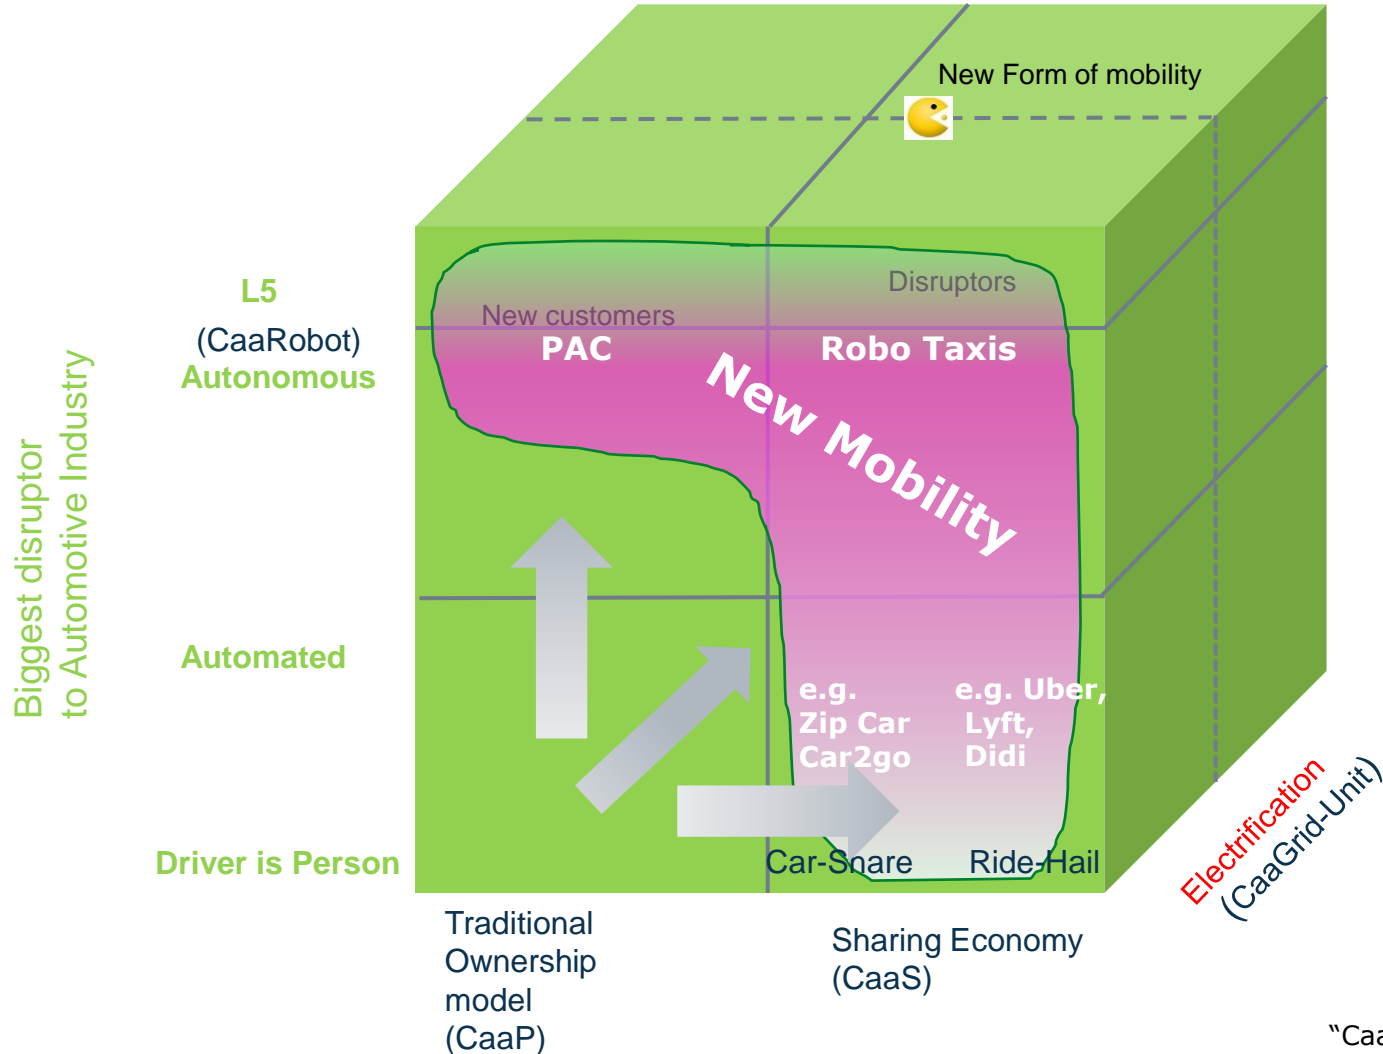 New Form of mobility
L5
(CaaRobot)
Autonomous
Disruptors
New customers
PAC
Robo Taxis
New Mobility
Biggest disruptor
to Automotive Industry
Automated
e.g.
Zip Car
Car2go
e.g. Uber,
Lyft,
Didi
Driver is Person
Car-Share
Ride-Hail
Electrification
(CaaGrid-Unit)
Traditional
Ownership
model
(CaaP)
Sharing Economy
(CaaS)
"Caa